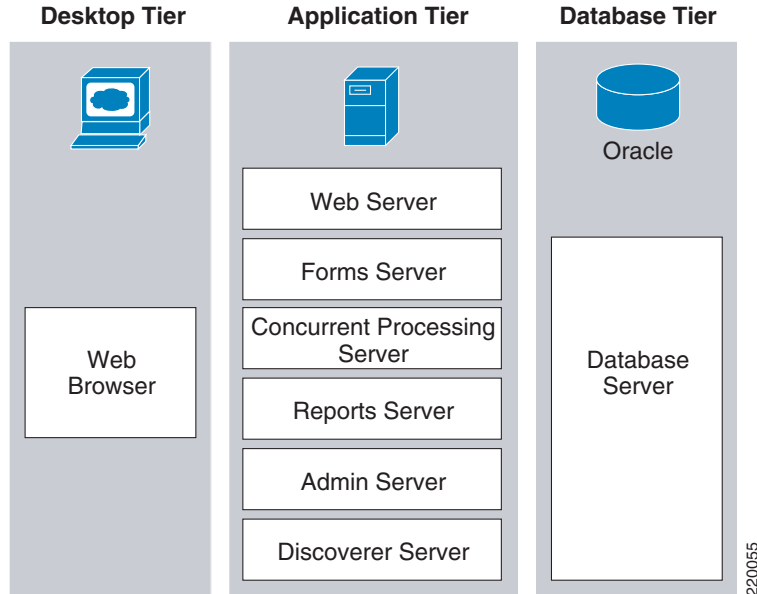 Desktop Tier
Application Tier
Database Tier
Oracle
Web Server
Forms Server
Concurrent Processing
Server
Reports Server
Admin Server
Discoverer Server
Web
Browser
Database
Server
220055